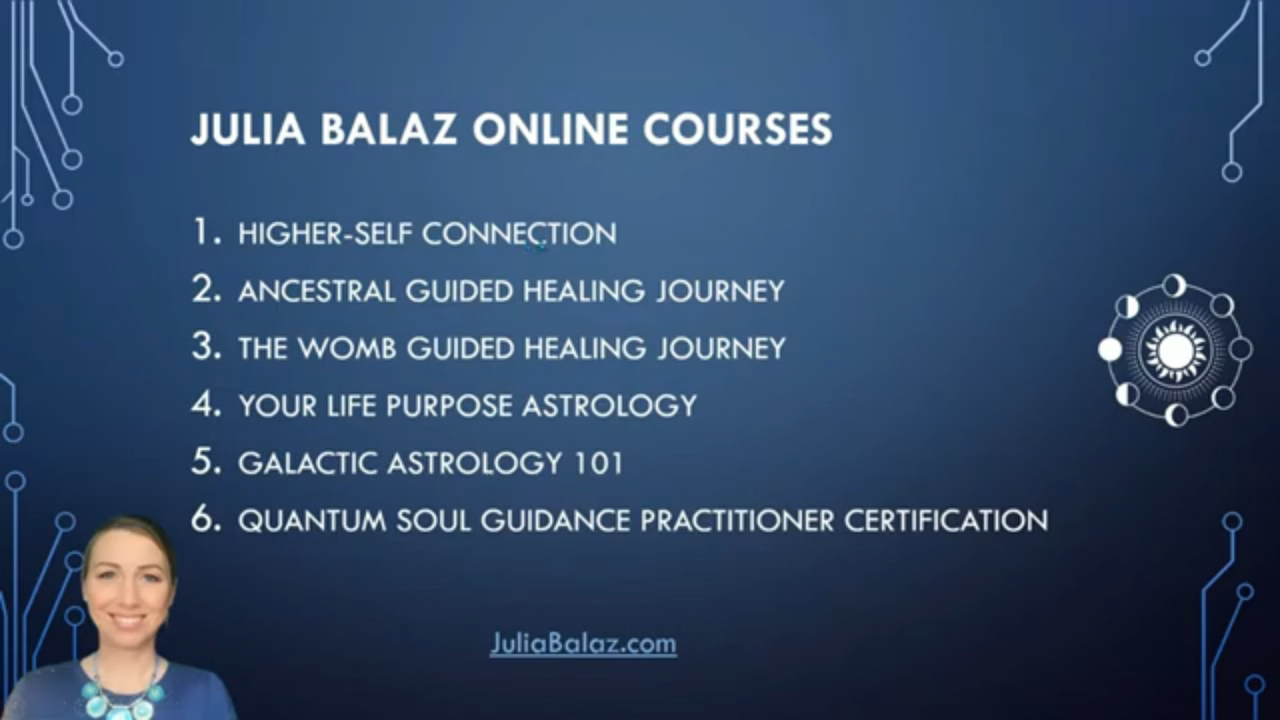 JULIA BALAZ ONLINE COURSES
1. HIGHER-SELF CONNECTION
2. ANCESTRAL GUIDED HEALING JOURNEY
3. THE WOMB GUIDED HEALING JOURNEY
4. YOUR LIFE PURPOSE ASTROLOGY
5. GALACTIC ASTROLOGY 101
6. QUANTUM SOUL GUIDANCE PRACTITIONER CERTIFICATION
JuliaBalaz.com